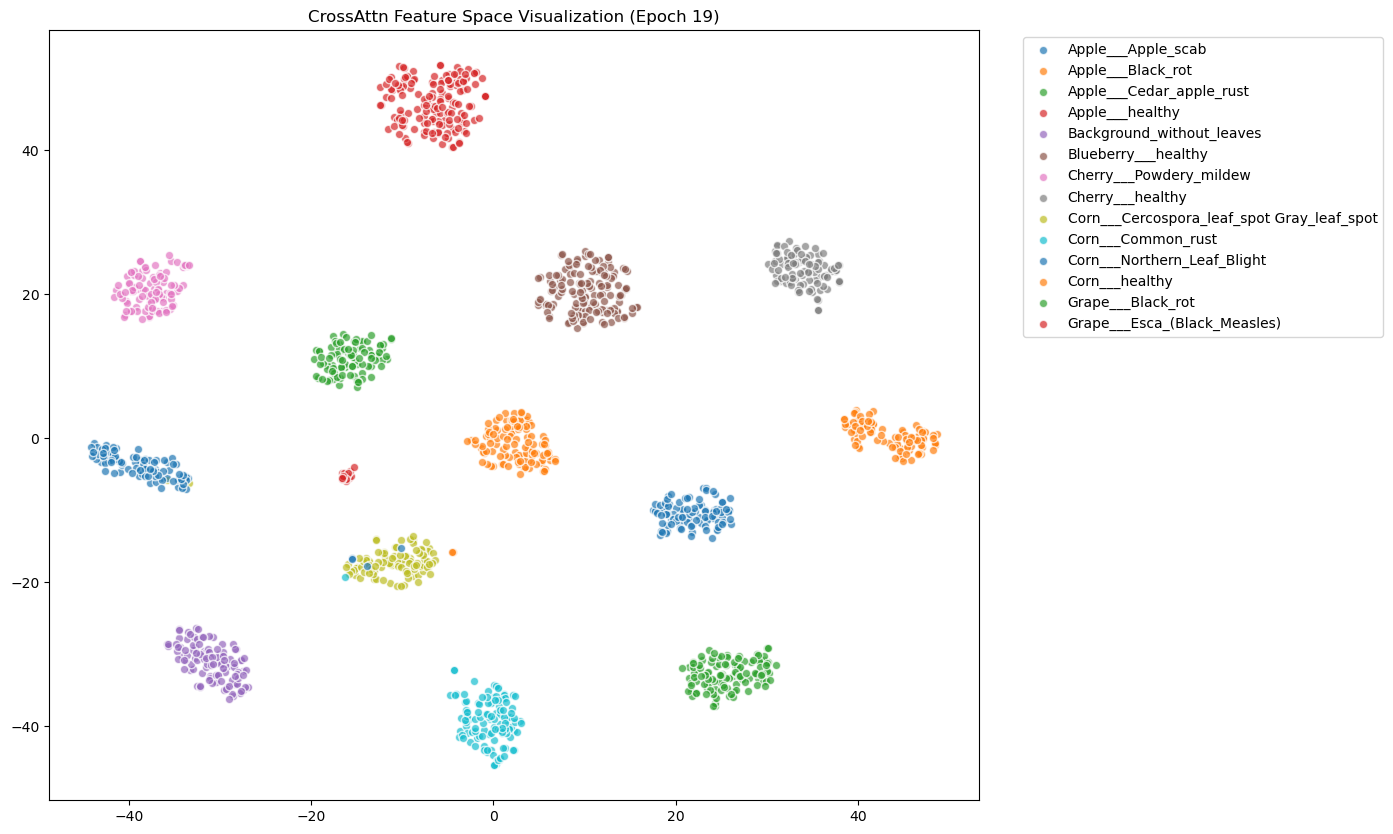 CrossAttn Feature Space Visualization (Epoch 19)
40
20
0
−20
−40
−40
−20
0
20
40
Apple___Apple_scab
Apple___Black_rot
Apple___Cedar_apple_rust
Apple___healthy
Background_without_leaves
Blueberry___healthy
Cherry___Powdery_mildew
Cherry___healthy
Corn___Cercospora_leaf_spot Gray_leaf_spot
Corn___Common_rust
Corn___Northern_Leaf_Blight
Corn___healthy
Grape___Black_rot
Grape___Esca_(Black_Measles)